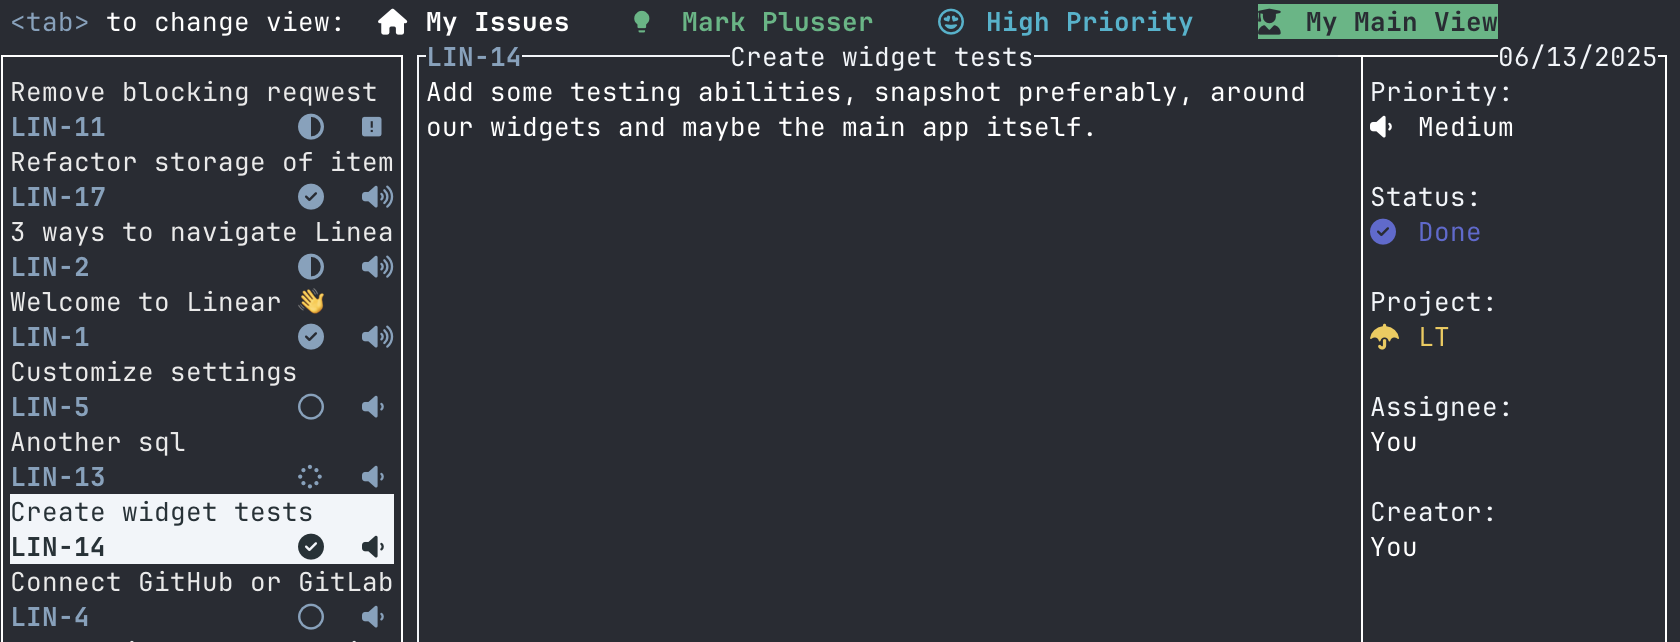 <tab> to change view: My Issues Mark Plusser High Priority My Main View
Remove blocking reqwest
LIN-11
Refactor storage of item
LIN-17
3 ways to navigate Linea
LIN-2
Welcome to Linear 👋
LIN-1
Customize settings
LIN-5
Another sql
LIN-13
Create widget tests
LIN-14
Connect GitHub or GitLab
LIN-4
LIN-14 Create widget tests 06/13/2025
Add some testing abilities, snapshot preferably, around
our widgets and maybe the main app itself.
Priority:
Medium
Status:
Done
Project:
LT
Assignee:
You
Creator:
You